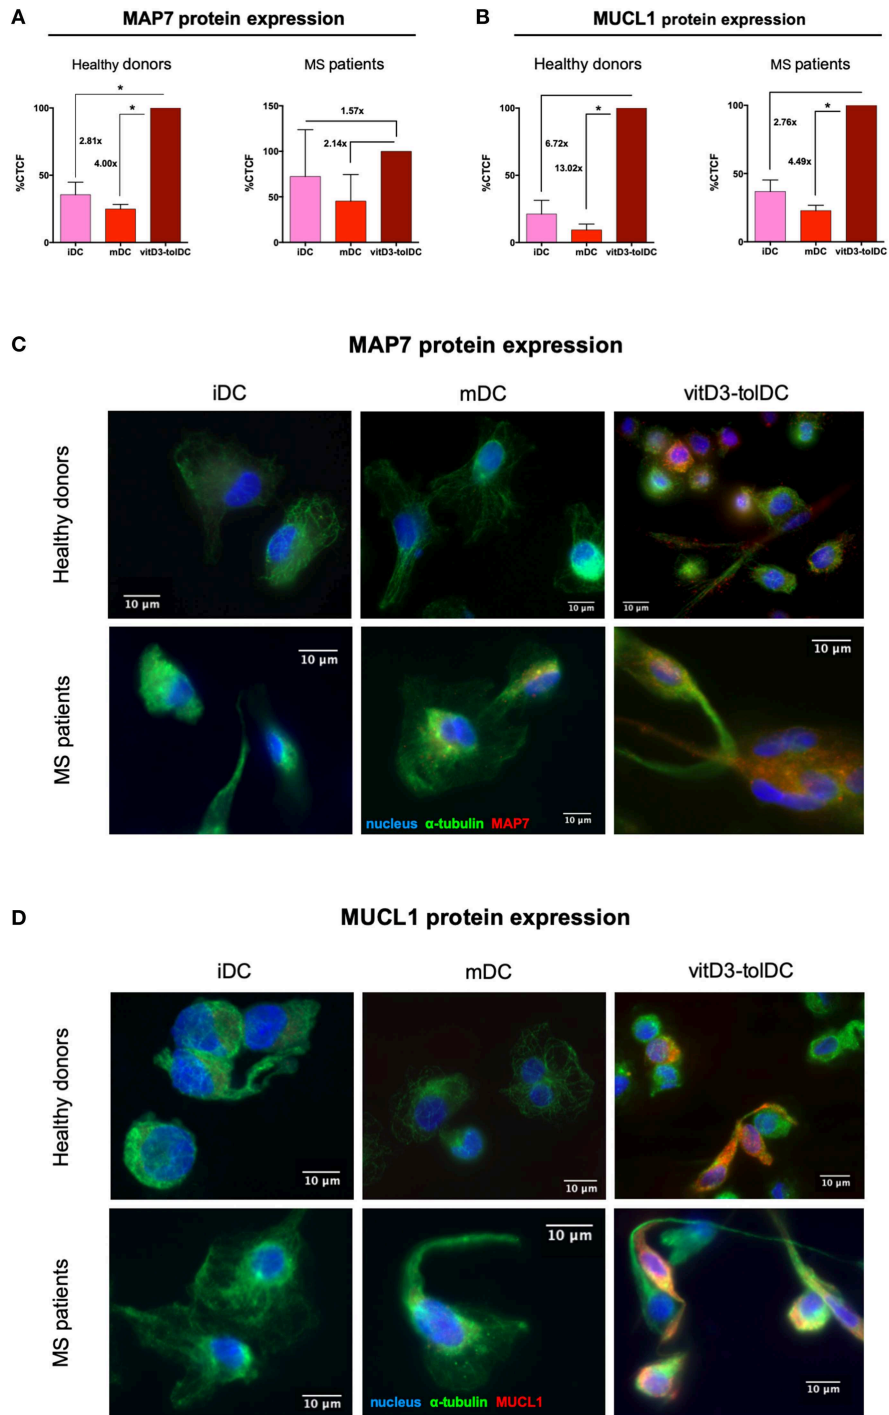 A
MAP7 protein expression
Healthy donors
MS patients
%CTCF
100
50
0
*
*
2.81x
4.00x
iDC
mDC
vitD3-tolDC
%CTCF
150
100
50
0
1.57x
2.14x
iDC
mDC
vitD3-tolDC
B
MUCL1 protein expression
Healthy donors
MS patients
%CTCF
100
50
0
*
6.72x
13.02x
iDC
mDC
vitD3-tolDC
%CTCF
100
50
0
*
2.76x
4.49x
iDC
mDC
vitD3-tolDC
C
MAP7 protein expression
iDC
mDC
vitD3-tolDC
Healthy donors
10 µm
10 µm
10 µm
MS patients
10 µm
10 µm
10 µm
nucleus α-tubulin MAP7
D
MUCL1 protein expression
iDC
mDC
vitD3-tolDC
Healthy donors
10 µm
10 µm
10 µm
MS patients
10 µm
10 µm
10 µm
nucleus α-tubulin MUCL1